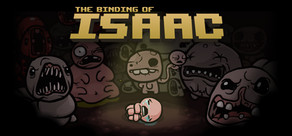 THE BINDING OF
ISAAC